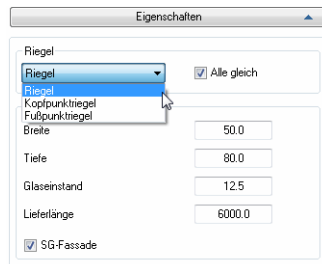 Eigenschaften
Riegel
Riegel
Alle gleich
Riegel
Kopfpunktriegel
Fußpunktriegel
Breite 50.0
Tiefe 80.0
Glaseinstand 12.5
Lieferlänge 6000.0
SG-Fassade